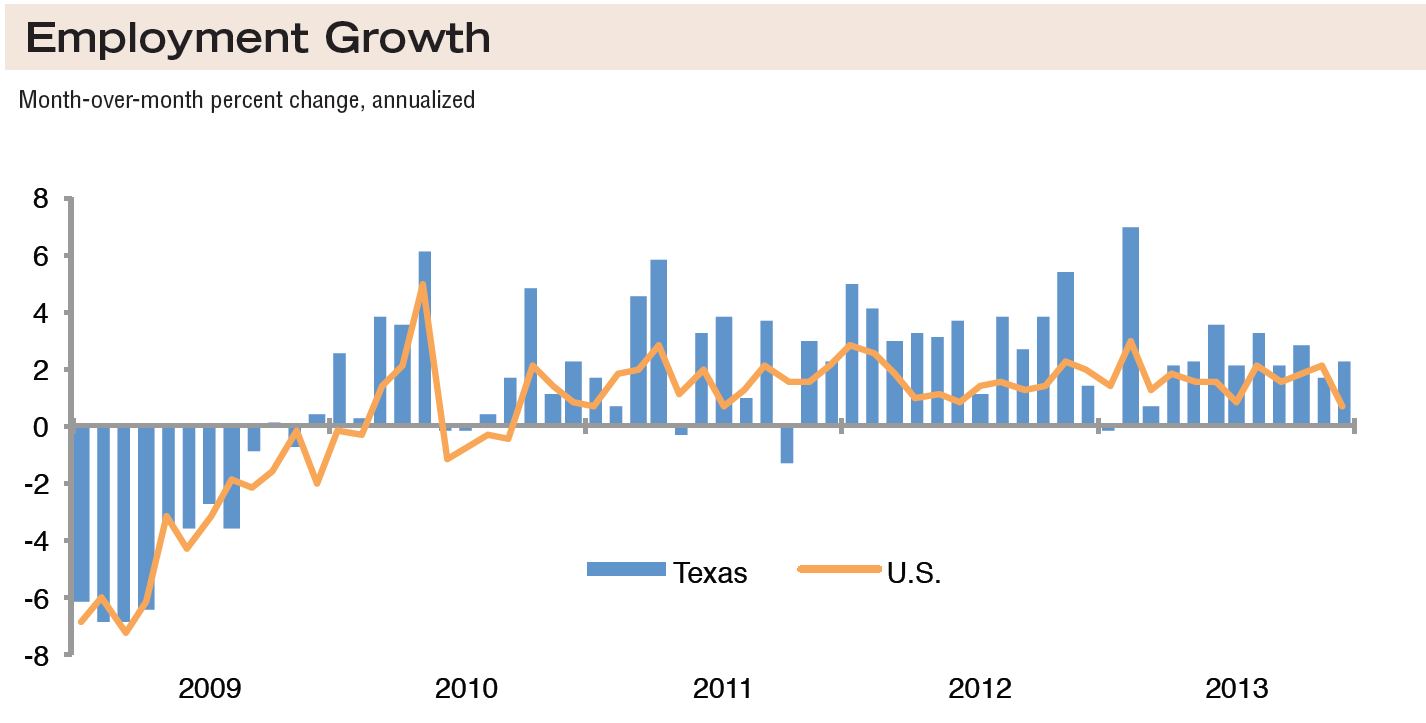 Employment Growth
Month-over-month percent change, annualized
8
6
4
2
0
-2
-4
-6
-8
Texas U.S.
2009 2010 2011 2012 2013